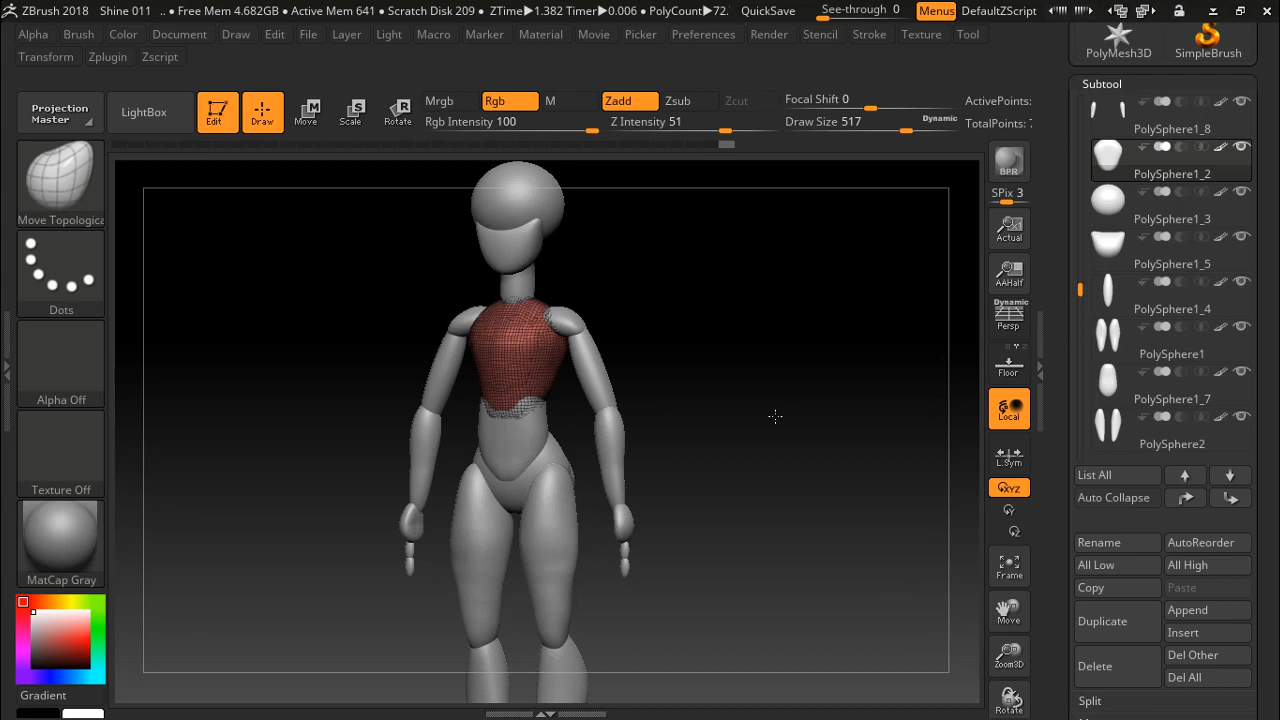 ZBrush 2018 Shine 011 ... • Free Mem 4.682GB • Active Mem 641 • Scratch Disk 209 • ZTime▶1.382 Timer▶0.006 • PolyCount▶72. QuickSave See-through 0 Menus DefaultZScript
Alpha Brush Color Document Draw Edit File Layer Light Macro Marker Material Movie Picker Preferences Render Stencil Stroke Texture Tool
Transform Zplugin Zscript
PolyMesh3D SimpleBrush
Subtool
Projection Master
LightBox
Edit Draw Move Scale Rotate
Mrgb Rgb M Zadd Zsub Zcut
Focal Shift 0
ActivePoints:
Rgb Intensity 100 Z Intensity 51
Draw Size 517 Dynamic
TotalPoints:
Move Topologica
Dots
Alpha Off
Texture Off
MatCap Gray
Gradient
BPR
SPix 3
Actual
AAHalf
Dynamic
Persp
Floor
Local
L.Sym
XYZ
Frame
Move
Zoom3D
Rotate
PolySphere1_8
PolySphere1_2
PolySphere1_3
PolySphere1_5
PolySphere1_4
PolySphere1
PolySphere1_7
PolySphere2
List All
Auto Collapse
Rename AutoReorder
All Low All High
Copy Paste
Duplicate Append
Insert
Delete Del Other
Del All
Split